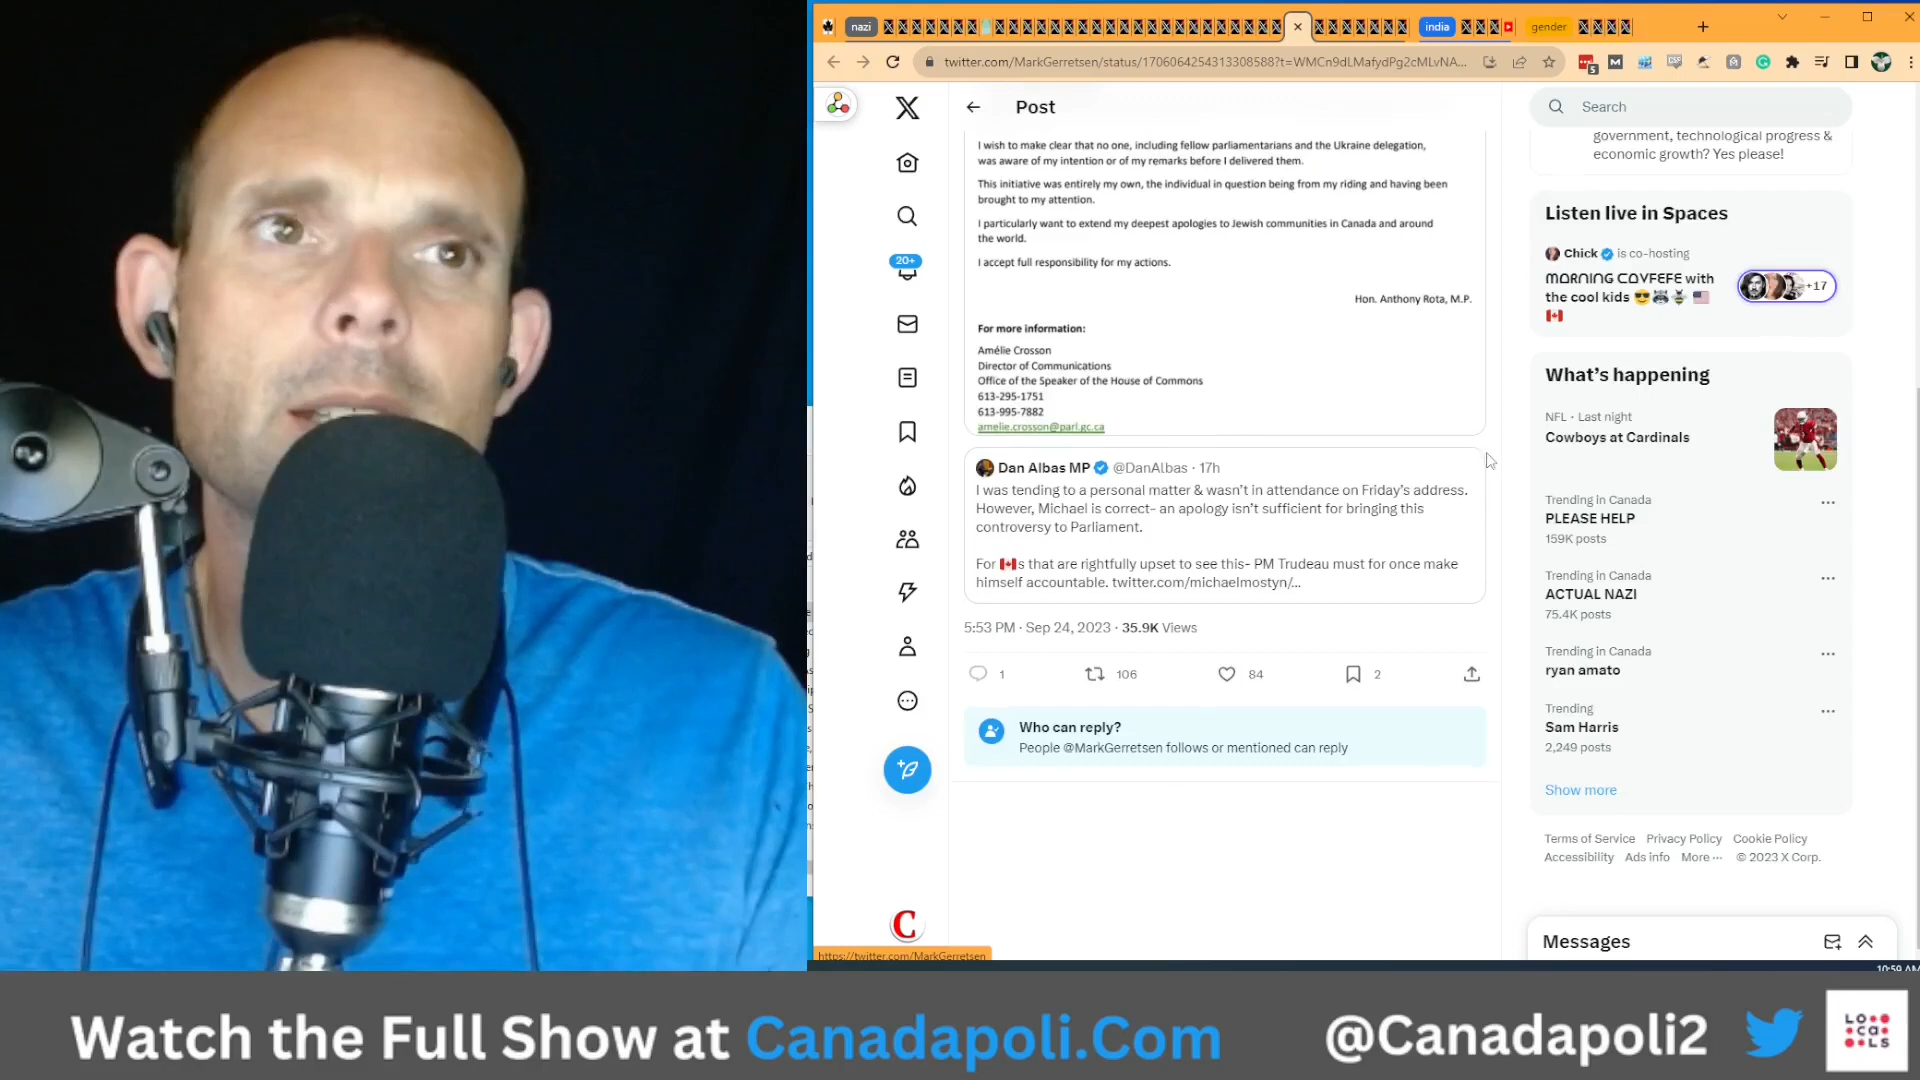 nazi
india
gender
twitter.com/MarkGerretsen/status/1706064254313308588?t=WMCn9dLMafydPg2cMLvNA...
5
Post
Search
I wish to make clear that no one, including fellow parliamentarians and the Ukraine delegation,
was aware of my intention or of my remarks before I delivered them.
This initiative was entirely my own, the individual in question being from my riding and having been
brought to my attention.
I particularly want to extend my deepest apologies to Jewish communities in Canada and around
the world.
I accept full responsibility for my actions.
Hon. Anthony Rota, M.P.
For more information:
Amélie Crosson
Director of Communications
Office of the Speaker of the House of Commons
613-295-1751
613-995-7882
amelie.crosson@parl.gc.ca
20+
Dan Albas MP @DanAlbas · 17h
I was tending to a personal matter & wasn't in attendance on Friday's address.
However, Michael is correct- an apology isn't sufficient for bringing this
controversy to Parliament.
For 🇨🇦s that are rightfully upset to see this- PM Trudeau must for once make
himself accountable. twitter.com/michaelmostyn/...
5:53 PM · Sep 24, 2023 · 35.9K Views
1 106 84 2
Who can reply?
People @MarkGerretsen follows or mentioned can reply
government, technological progress &
economic growth? Yes please!
Listen live in Spaces
Chick is co-hosting
ᗰOᖇNING ᑕOᐯᖴEᖴE with
the cool kids 😎🦝🐝 🇺🇸
🇨🇦
+17
What's happening
NFL · Last night
Cowboys at Cardinals
Trending in Canada
PLEASE HELP
159K posts
Trending in Canada
ACTUAL NAZI
75.4K posts
Trending in Canada
ryan amato
Trending
Sam Harris
2,249 posts
Show more
Terms of Service Privacy Policy Cookie Policy
Accessibility Ads info More ··· © 2023 X Corp.
Messages
C
https://twitter.com/MarkGerretsen
10:59 AM
Watch the Full Show at Canadapoli.Com
@Canadapoli2
LO
ca
LS